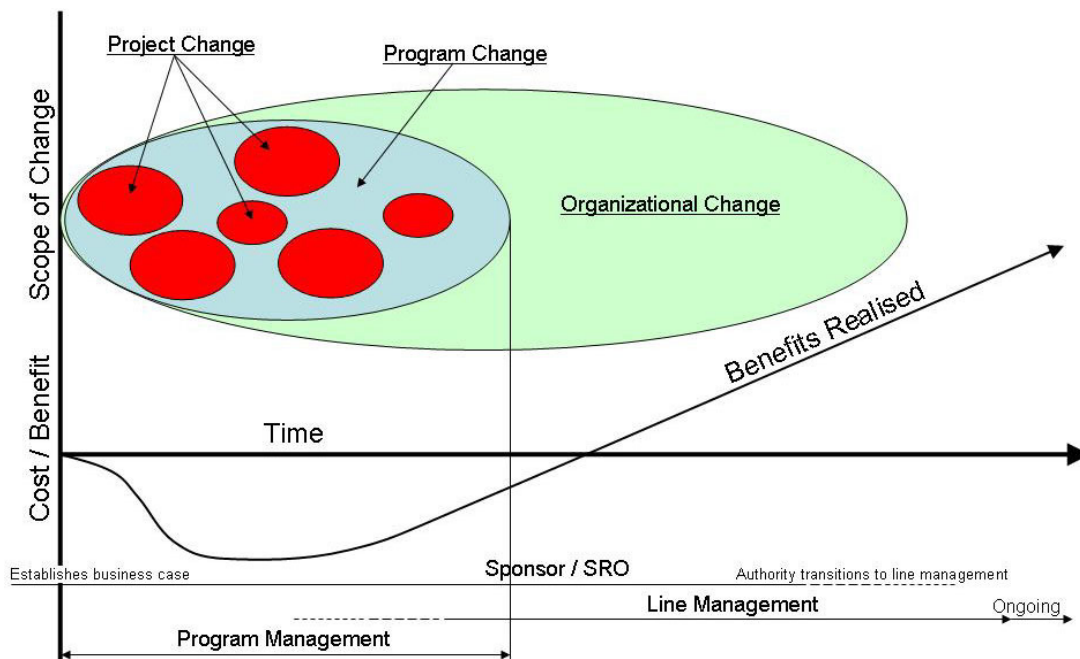 Project Change
Program Change
Scope of Change
Organizational Change
Benefits Realised
Cost / Benefit
Time
Establishes business case
Sponsor / SRO
Authority transitions to line management
Line Management
Ongoing
Program Management